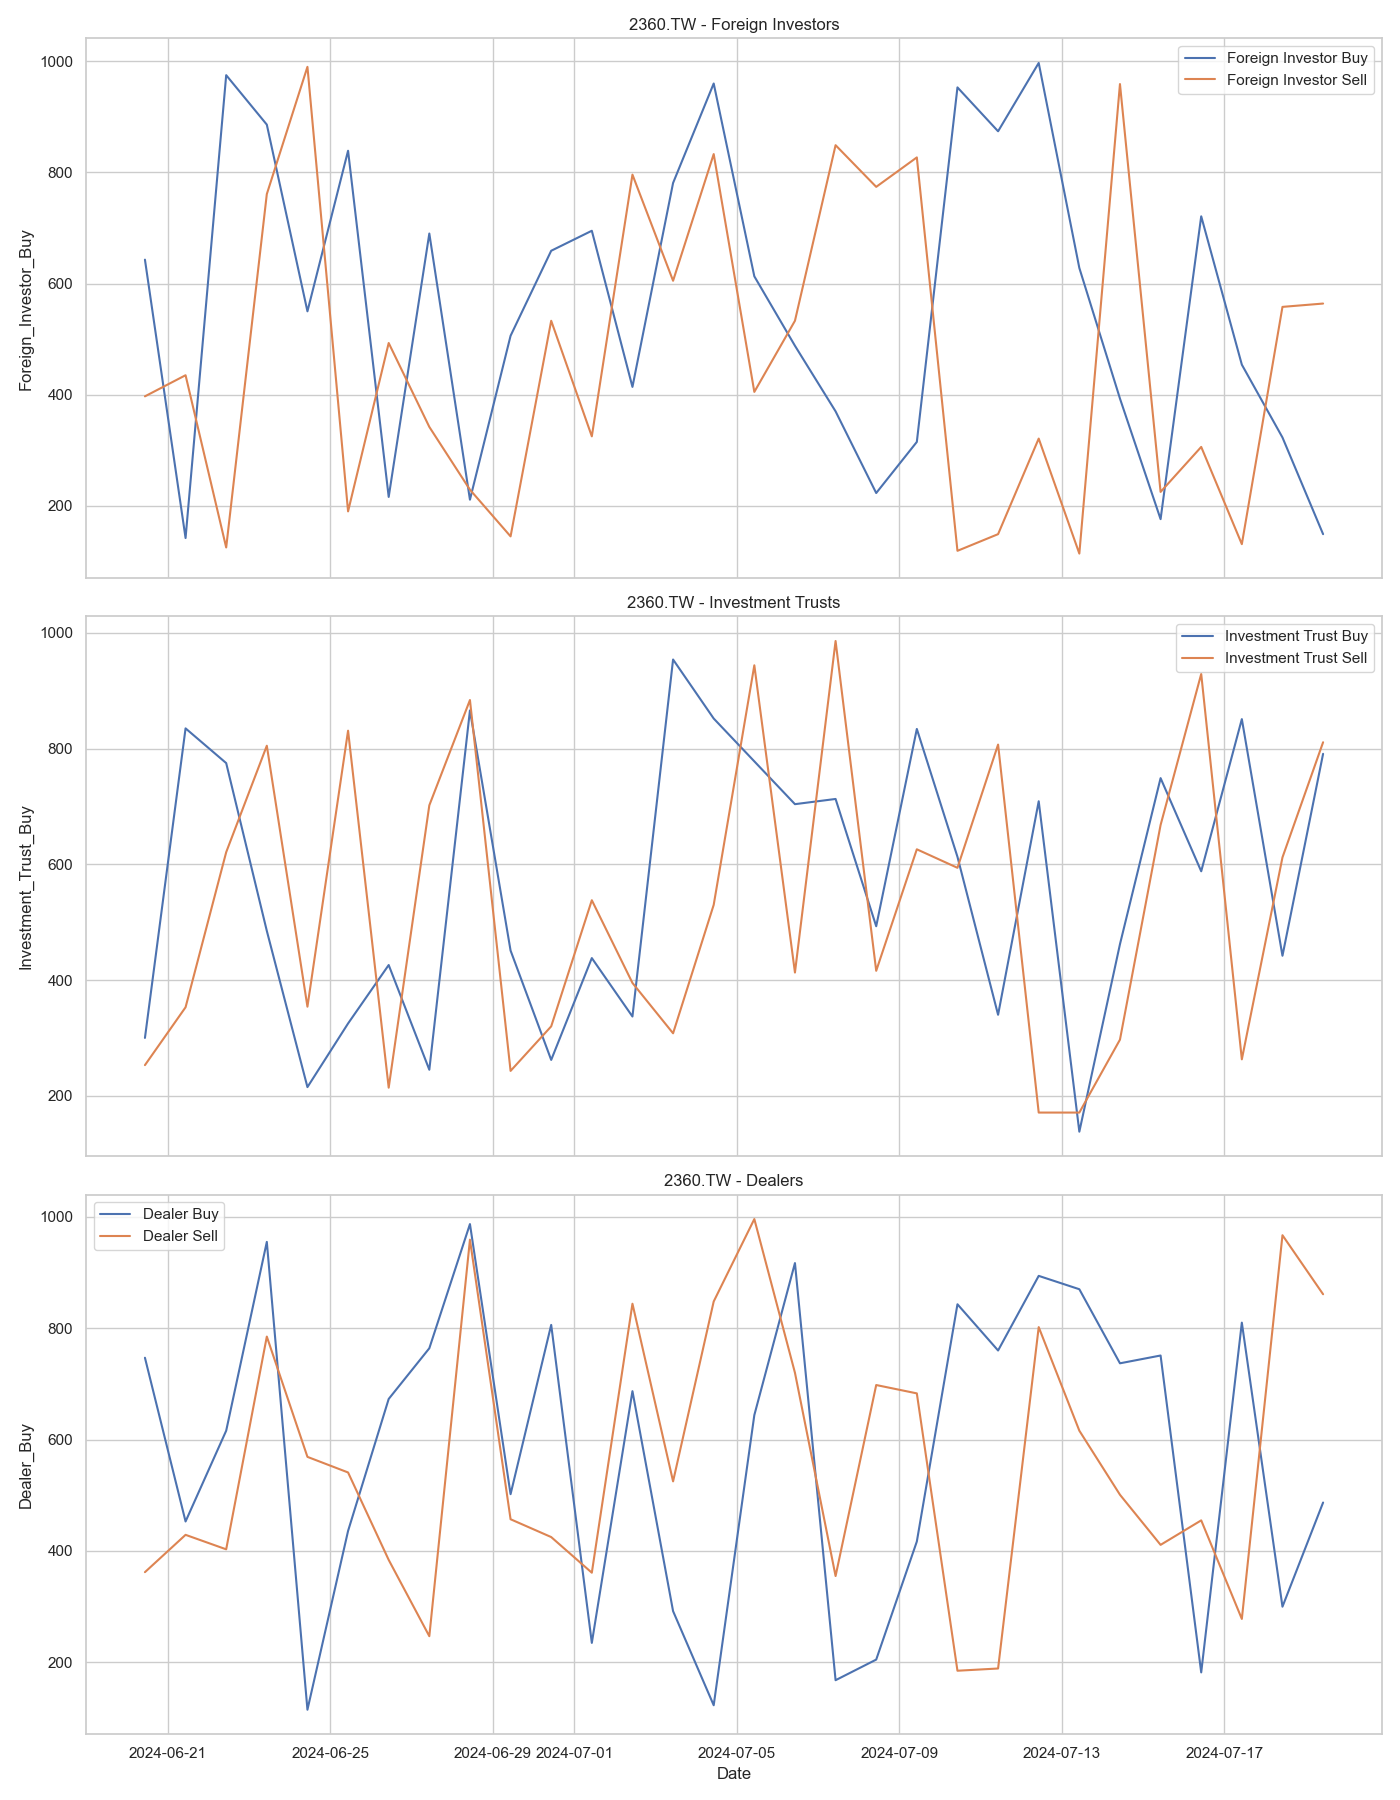 2360.TW - Foreign Investors
Foreign_Investor_Buy
1000
800
600
400
200
Foreign Investor Buy
Foreign Investor Sell
2360.TW - Investment Trusts
Investment_Trust_Buy
1000
800
600
400
200
Investment Trust Buy
Investment Trust Sell
2360.TW - Dealers
Dealer_Buy
1000
800
600
400
200
Dealer Buy
Dealer Sell
2024-06-21 2024-06-25 2024-06-29 2024-07-01 2024-07-05 2024-07-09 2024-07-13 2024-07-17
Date